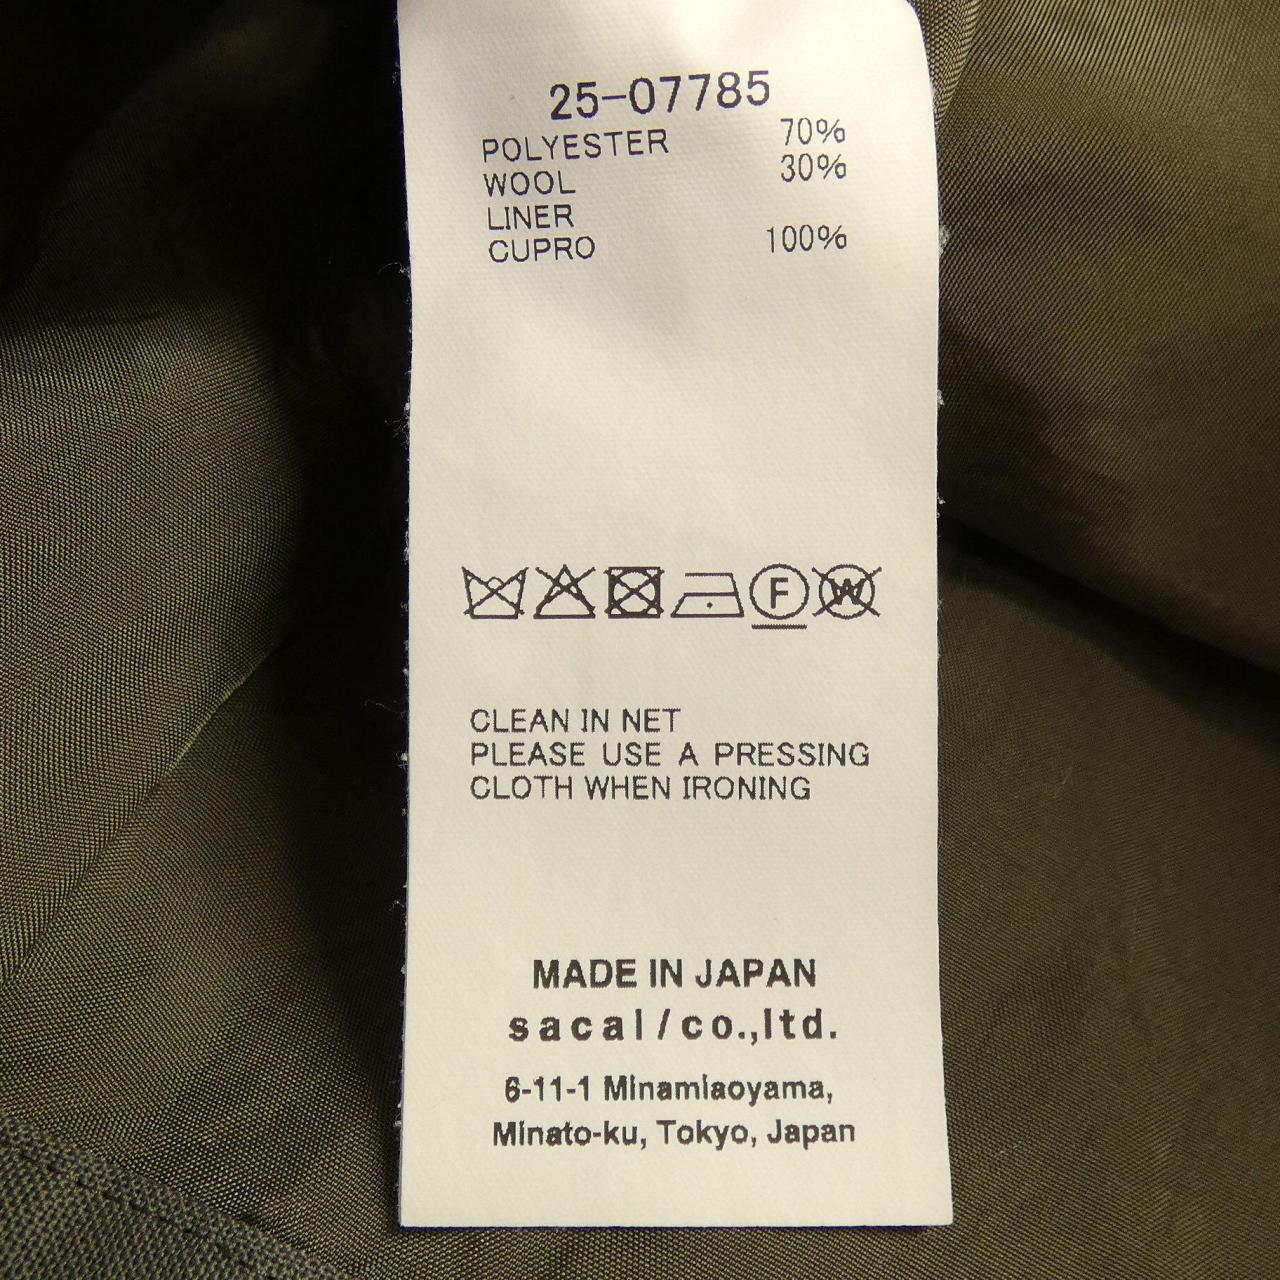 25-07785
POLYESTER 70%
WOOL 30%
LINER
CUPRO 100%
F W
CLEAN IN NET
PLEASE USE A PRESSING
CLOTH WHEN IRONING
MADE IN JAPAN
sacai/co.,ltd.
6-11-1 Minamiaoyama,
Minato-ku, Tokyo, Japan